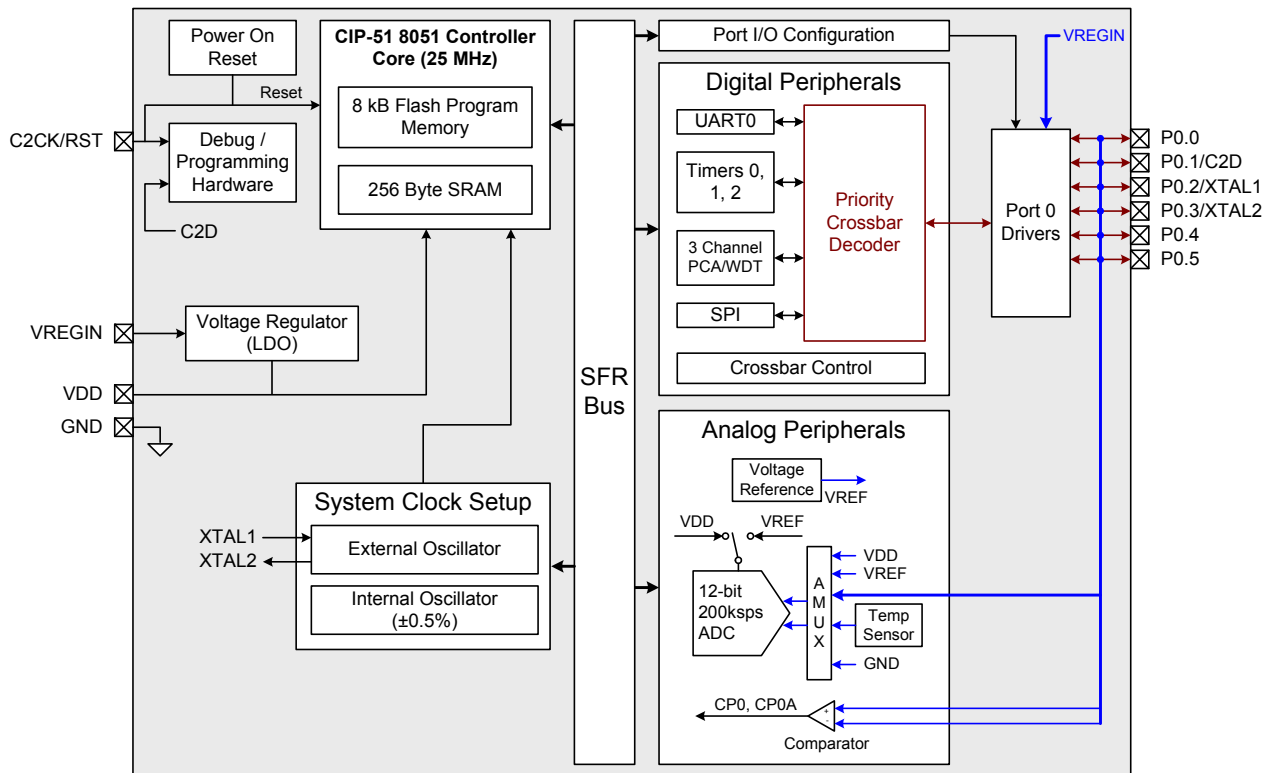 Power On
Reset
Reset
C2CK/RST
Debug /
Programming
Hardware
C2D
CIP-51 8051 Controller
Core (25 MHz)
8 kB Flash Program
Memory
256 Byte SRAM
VREGIN
Voltage Regulator
(LDO)
VDD
GND
System Clock Setup
XTAL1
XTAL2
External Oscillator
Internal Oscillator
(±0.5%)
SFR
Bus
Port I/O Configuration
Digital Peripherals
UART0
Timers 0,
1, 2
3 Channel
PCA/WDT
SPI
Priority
Crossbar
Decoder
Crossbar Control
VREGIN
Port 0
Drivers
P0.0
P0.1/C2D
P0.2/XTAL1
P0.3/XTAL2
P0.4
P0.5
Analog Peripherals
Voltage
Reference
VREF
VDD
VREF
12-bit
200ksps
ADC
A
M
U
X
VDD
VREF
Temp
Sensor
GND
CP0, CP0A
+
-
Comparator